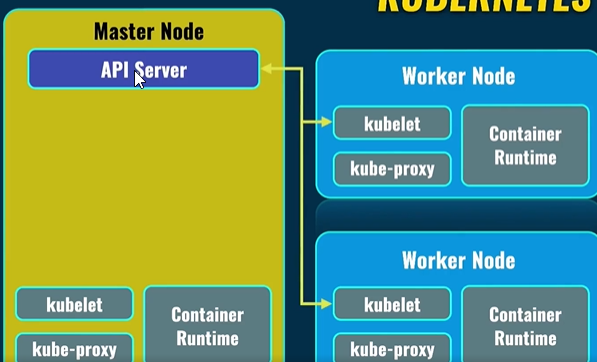 KUBERNETES
Master Node
API Server
kubelet
kube-proxy
Container
Runtime
Worker Node
kubelet
kube-proxy
Container
Runtime
Worker Node
kubelet
kube-proxy
Container
Runtime